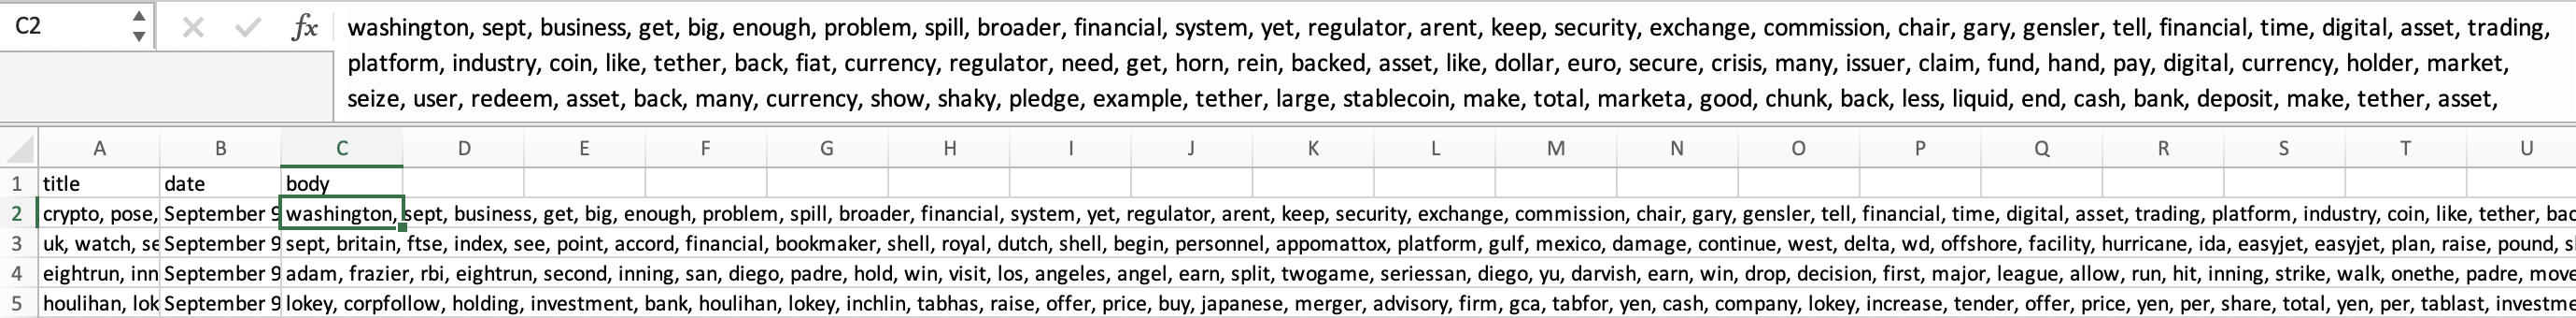 C2
fx
washington, sept, business, get, big, enough, problem, spill, broader, financial, system, yet, regulator, arent, keep, security, exchange, commission, chair, gary, gensler, tell, financial, time, digital, asset, trading,
platform, industry, coin, like, tether, back, fiat, currency, regulator, need, get, horn, rein, backed, asset, like, dollar, euro, secure, crisis, many, issuer, claim, fund, hand, pay, digital, currency, holder, market,
seize, user, redeem, asset, back, many, currency, show, shaky, pledge, example, tether, large, stablecoin, make, total, marketa, good, chunk, back, less, liquid, end, cash, bank, deposit, make, tether, asset,
A B C D E F G H I J K L M N O P Q R S T U
1 title date body
2 crypto, pose, September 9 washington, sept, business, get, big, enough, problem, spill, broader, financial, system, yet, regulator, arent, keep, security, exchange, commission, chair, gary, gensler, tell, financial, time, digital, asset, trading, platform, industry, coin, like, tether, bac
3 uk, watch, se September 9 sept, britain, ftse, index, see, point, accord, financial, bookmaker, shell, royal, dutch, shell, begin, personnel, appomattox, platform, gulf, mexico, damage, continue, west, delta, wd, offshore, facility, hurricane, ida, easyjet, easyjet, plan, raise, pound, s
4 eightrun, inn September 9 adam, frazier, rbi, eightrun, second, inning, san, diego, padre, hold, win, visit, los, angeles, angel, earn, split, twogame, seriessan, diego, yu, darvish, earn, win, drop, decision, first, major, league, allow, run, hit, inning, strike, walk, onethe, padre, move
5 houlihan, lok September 9 lokey, corpfollow, holding, investment, bank, houlihan, lokey, inchlin, tabhas, raise, offer, price, buy, japanese, merger, advisory, firm, gca, tabfor, yen, cash, company, lokey, increase, tender, offer, price, yen, per, share, total, yen, per, tablast, investme